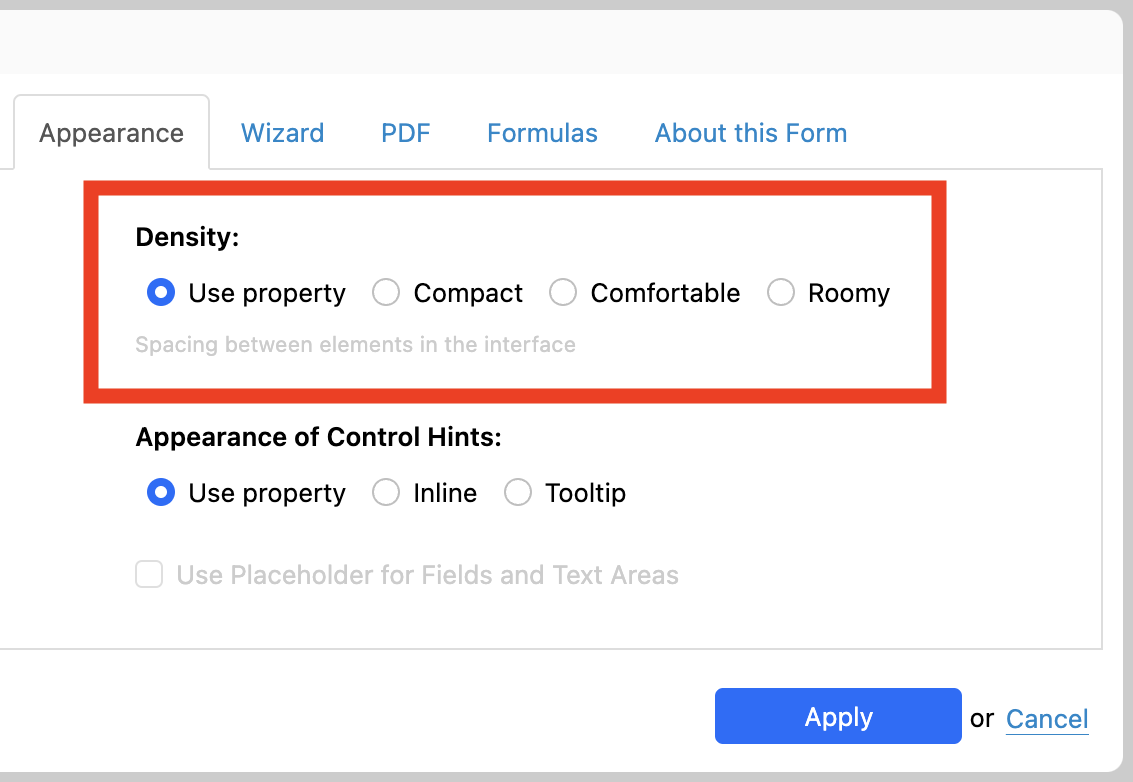 Appearance Wizard PDF Formulas About this Form
Density:
Use property Compact Comfortable Roomy
Spacing between elements in the interface
Appearance of Control Hints:
Use property Inline Tooltip
Use Placeholder for Fields and Text Areas
Apply or Cancel